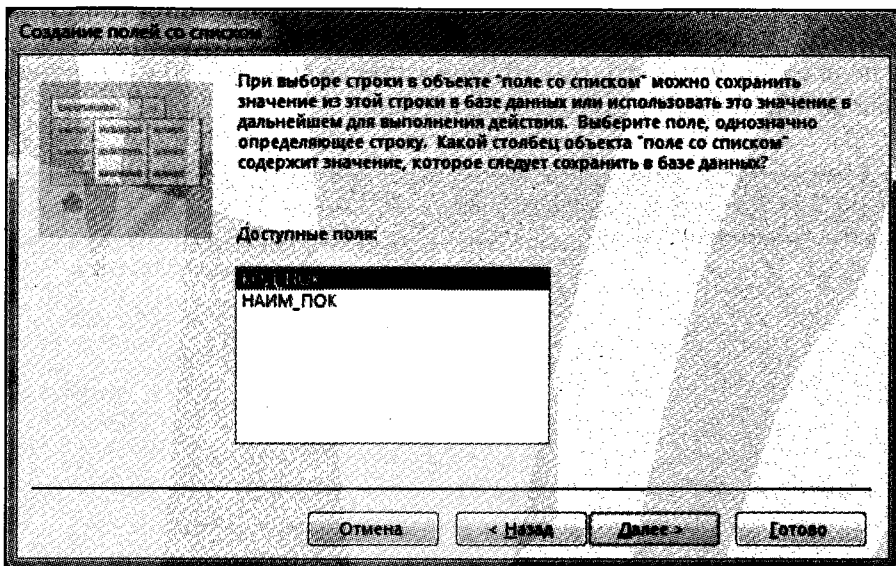 Создание полей со списком
При выборе строки в объекте "поле со списком" можно сохранить
значение из этой строки в базе данных или использовать это значение в
дальнейшем для выполнения действия. Выберите поле, однозначно
определяющее строку. Какой столбец объекта "поле со списком"
содержит значение, которое следует сохранить в базе данных?
Доступные поля:
НАИМ_ПОК
Отмена
< Назад
Далее >
Готово